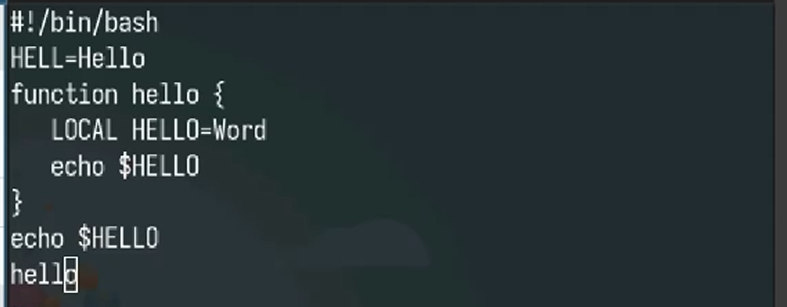 #!/bin/bash
HELL=Hello
function hello {
   LOCAL HELLO=Word
   echo $HELLO
}
echo $HELLO
hello